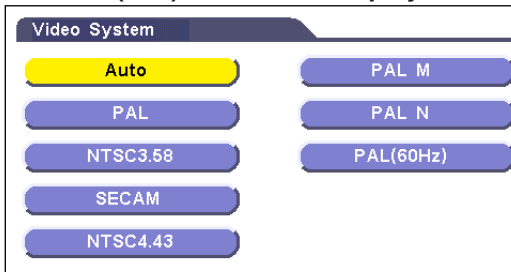 Video System
Auto
PAL
NTSC3.58
SECAM
NTSC4.43
PAL M
PAL N
PAL(60Hz)